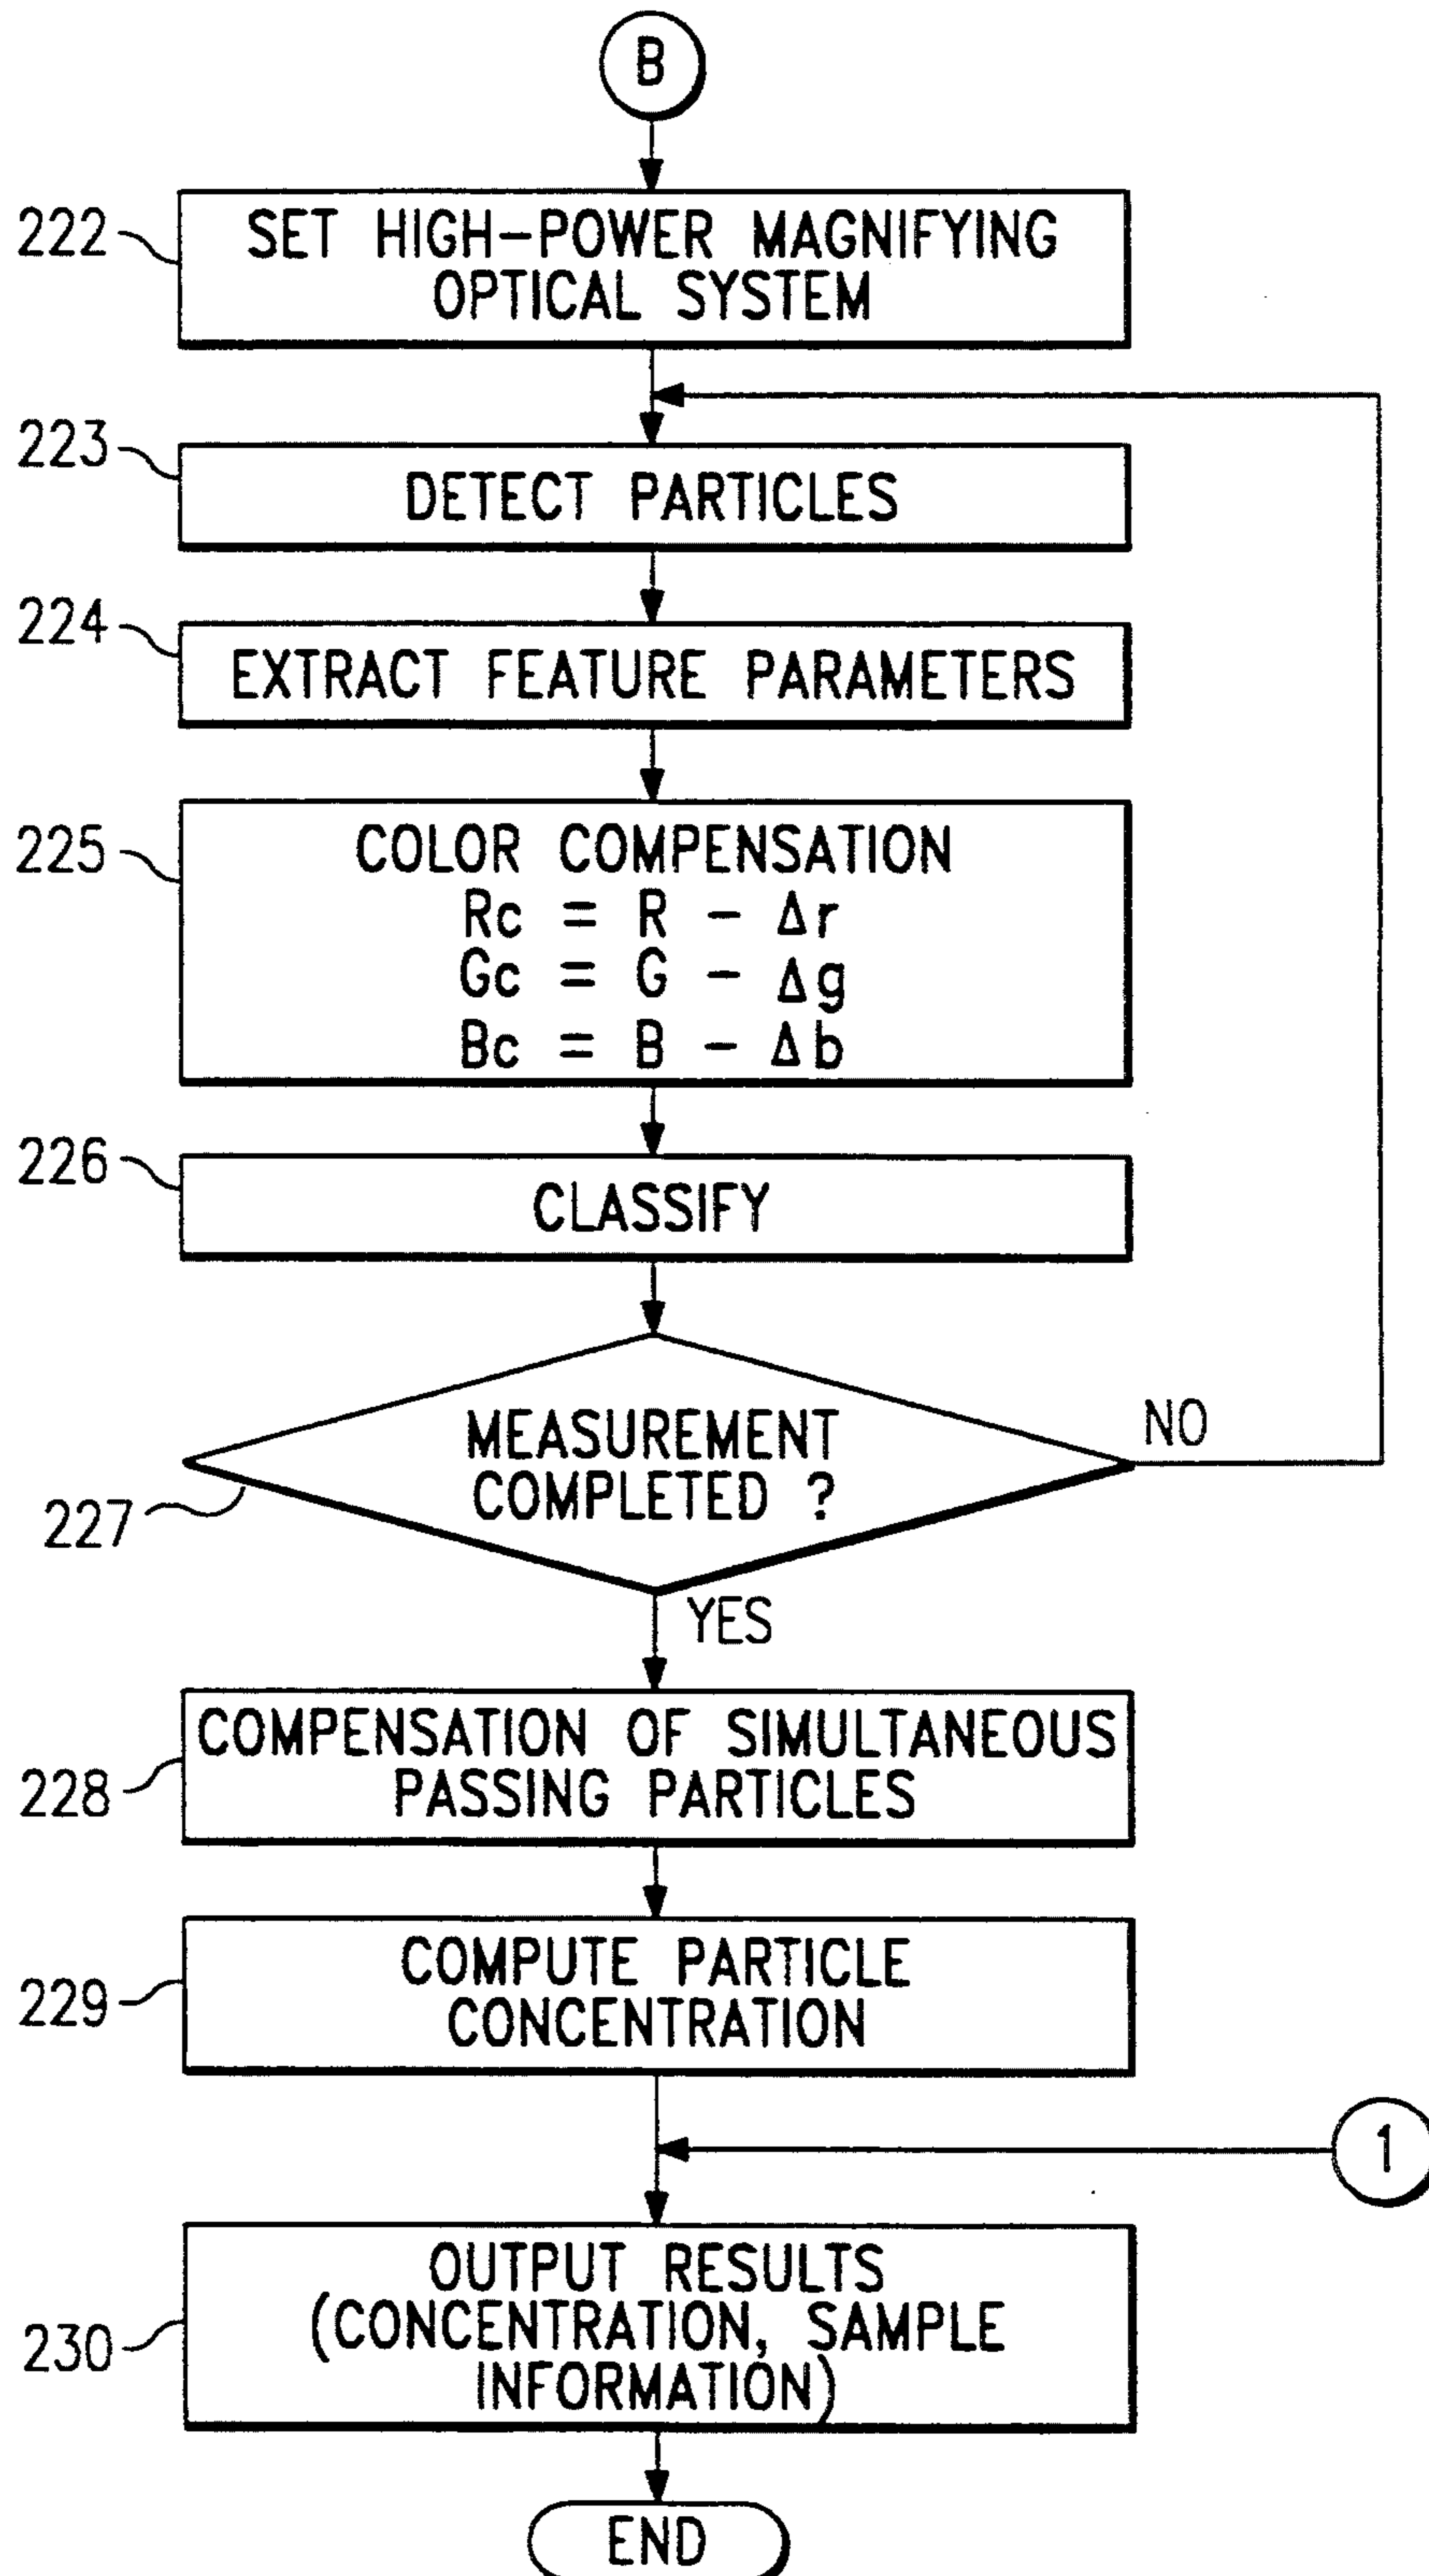 B
222
SET HIGH-POWER MAGNIFYING
OPTICAL SYSTEM
223
DETECT PARTICLES
224
EXTRACT FEATURE PARAMETERS
225
COLOR COMPENSATION
Rc = R - Δr
Gc = G - Δg
Bc = B - Δb
226
CLASSIFY
MEASUREMENT
COMPLETED ?
NO
227
YES
COMPENSATION OF SIMULTANEOUS
PASSING PARTICLES
228
COMPUTE PARTICLE
CONCENTRATION
229
1
OUTPUT RESULTS
(CONCENTRATION, SAMPLE
INFORMATION)
230
END